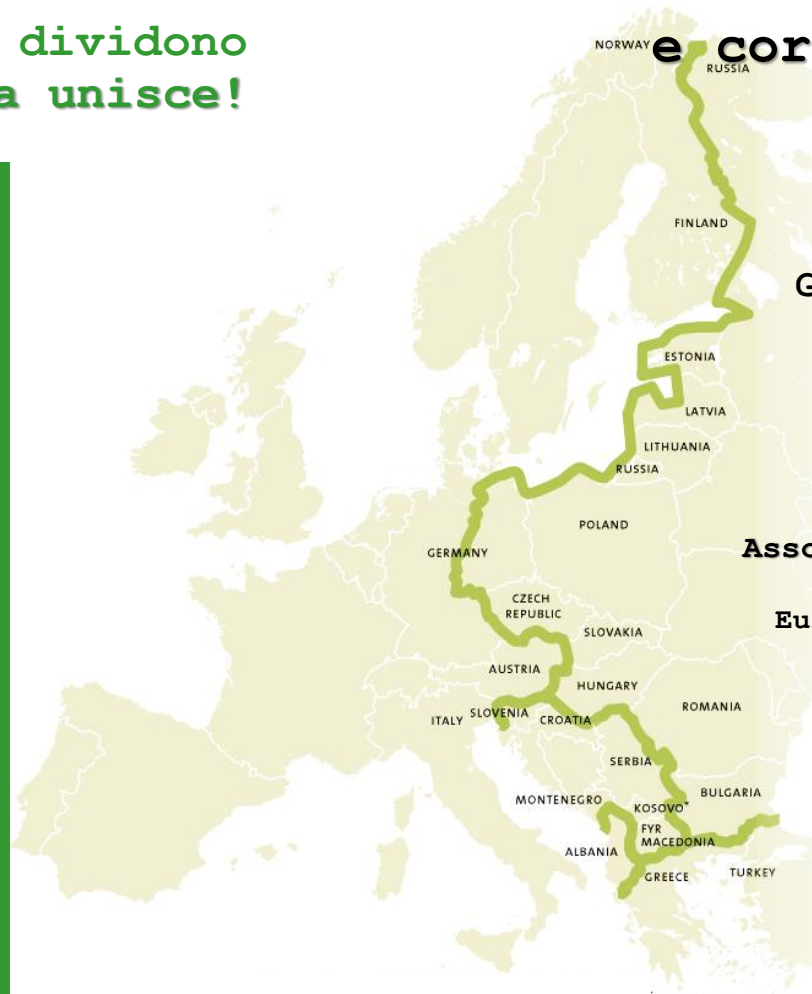 dividono
a unisce!
e cor
NORWAY
RUSSIA
FINLAND
G
ESTONIA
LATVIA
LITHUANIA
RUSSIA
POLAND
GERMANY
Asso
CZECH
REPUBLIC
Eu
SLOVAKIA
AUSTRIA
HUNGARY
ROMANIA
ITALY
SLOVENIA
CROATIA
SERBIA
BULGARIA
MONTENEGRO
KOSOVO*
FYR
MACEDONIA
ALBANIA
GREECE
TURKEY